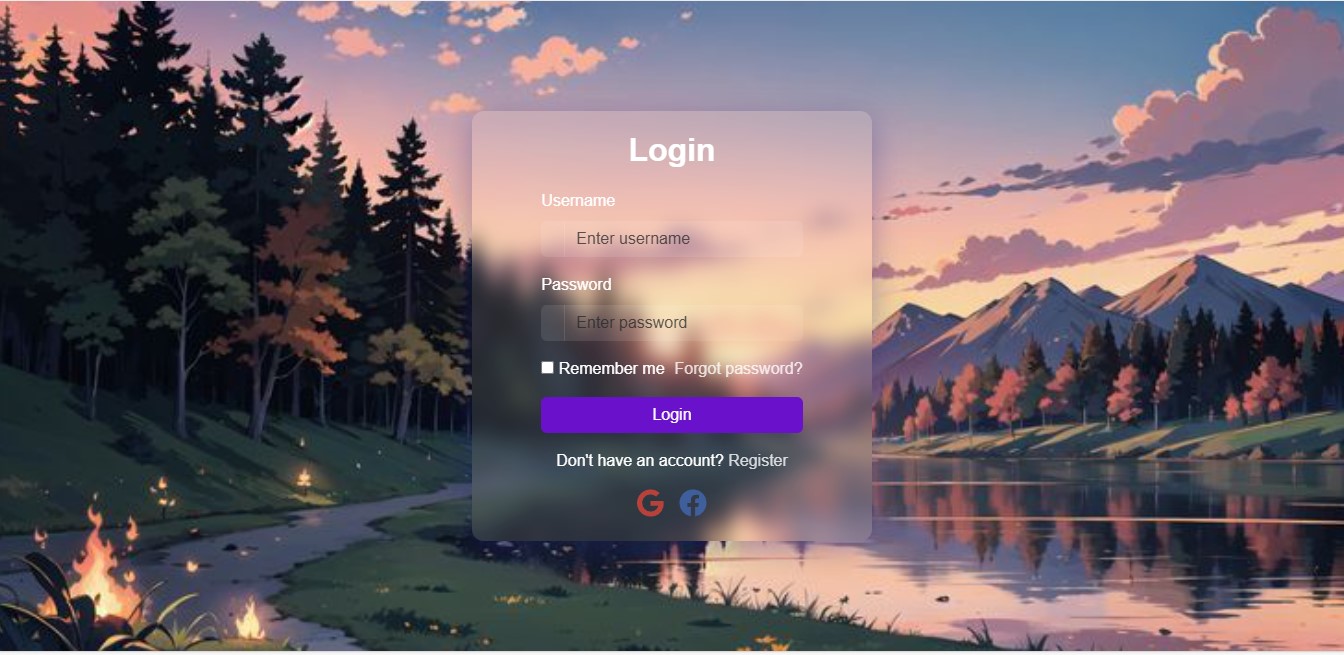 Login
Username
Enter username
Password
Enter password
Remember me Forgot password?
Login
Don't have an account? Register